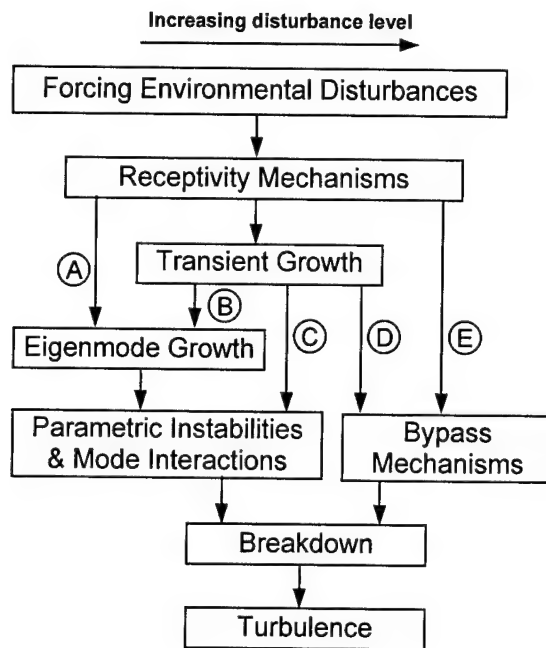 Increasing disturbance level
Forcing Environmental Disturbances
Receptivity Mechanisms
A
Transient Growth
B
C
D
E
Eigenmode Growth
Parametric Instabilities
& Mode Interactions
Bypass
Mechanisms
Breakdown
Turbulence